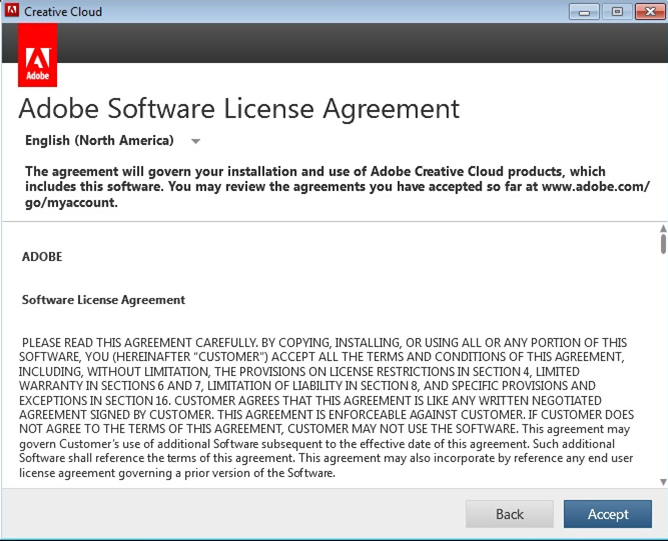 Creative Cloud
Adobe
Adobe Software License Agreement
English (North America)
The agreement will govern your installation and use of Adobe Creative Cloud products, which
includes this software. You may review the agreements you have accepted so far at www.adobe.com/
go/myaccount.
ADOBE
Software License Agreement
PLEASE READ THIS AGREEMENT CAREFULLY. BY COPYING, INSTALLING, OR USING ALL OR ANY PORTION OF THIS
SOFTWARE, YOU (HEREINAFTER “CUSTOMER”) ACCEPT ALL THE TERMS AND CONDITIONS OF THIS AGREEMENT,
INCLUDING, WITHOUT LIMITATION, THE PROVISIONS ON LICENSE RESTRICTIONS IN SECTION 4, LIMITED
WARRANTY IN SECTIONS 6 AND 7, LIMITATION OF LIABILITY IN SECTION 8, AND SPECIFIC PROVISIONS AND
EXCEPTIONS IN SECTION 16. CUSTOMER AGREES THAT THIS AGREEMENT IS LIKE ANY WRITTEN NEGOTIATED
AGREEMENT SIGNED BY CUSTOMER. THIS AGREEMENT IS ENFORCEABLE AGAINST CUSTOMER. IF CUSTOMER DOES
NOT AGREE TO THE TERMS OF THIS AGREEMENT, CUSTOMER MAY NOT USE THE SOFTWARE. This agreement may
govern Customer’s use of additional Software subsequent to the effective date of this agreement. Such additional
Software shall reference the terms of this agreement. This agreement may also incorporate by reference any end user
license agreement governing a prior version of the Software.
Back
Accept